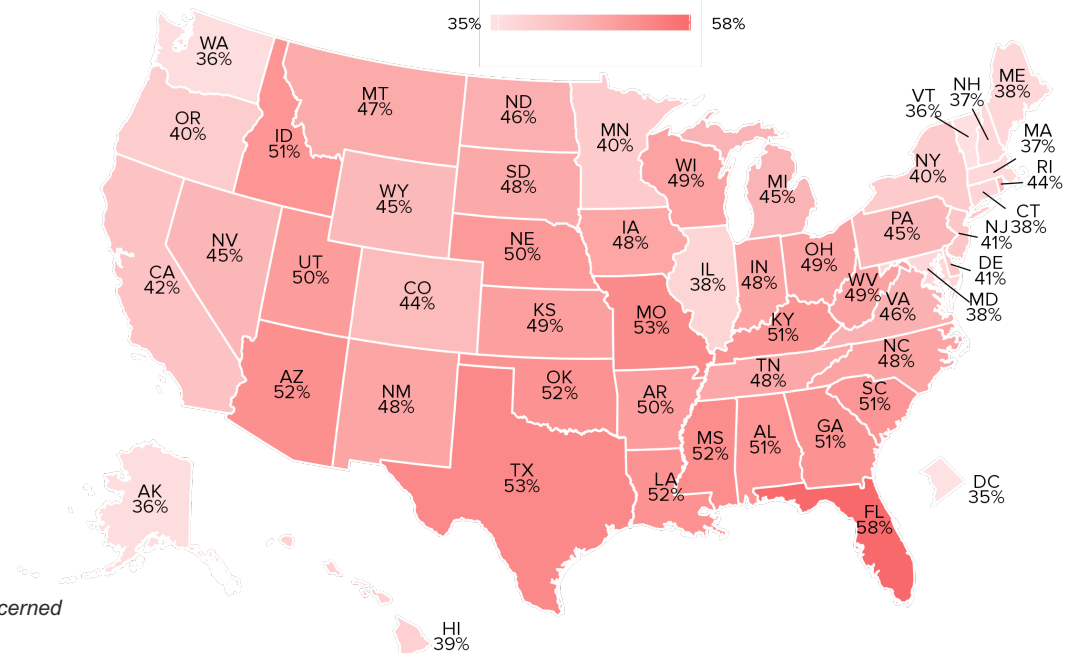 35%
58%
WA
36%
OR
40%
ID
51%
MT
47%
ND
46%
MN
40%
SD
48%
WY
45%
WI
49%
MI
45%
VT
36%
NH
37%
ME
38%
MA
37%
RI
44%
NY
40%
CT
38%
NJ
41%
PA
45%
DE
41%
MD
38%
NV
45%
UT
50%
CA
42%
CO
44%
NE
50%
IA
48%
IL
38%
IN
48%
OH
49%
WV
49%
VA
46%
KS
49%
MO
53%
KY
51%
NC
48%
TN
48%
SC
51%
AZ
52%
NM
48%
OK
52%
AR
50%
MS
52%
AL
51%
GA
51%
TX
53%
LA
52%
FL
58%
DC
35%
AK
36%
cerned
HI
39%